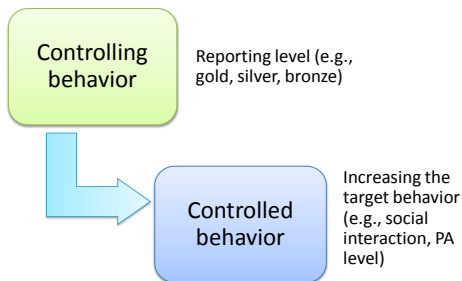 Controlling
behavior
Reporting level (e.g.,
gold, silver, bronze)
Controlled
behavior
Increasing the
target behavior
(e.g., social
interaction, PA
level)